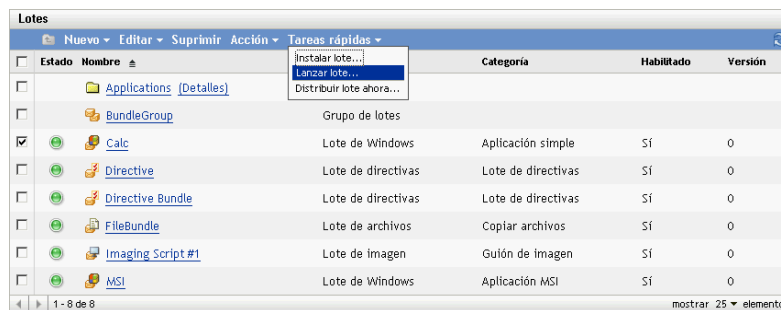 Lotes
Nuevo Editar Suprimir Acción Tareas rápidas
Estado Nombre Categoría Habilitado Versión
Instalar lote...
Lanzar lote...
Distribuir lote ahora...
Applications (Detalles)
BundleGroup Grupo de lotes
Calc Lote de Windows Aplicación simple Sí 0
Directive Lote de directivas Lote de directivas Sí 0
Directive Bundle Lote de directivas Lote de directivas Sí 0
FileBundle Lote de archivos Copiar archivos Sí 0
Imaging Script #1 Lote de imagen Guión de imagen Sí 0
MSI Lote de Windows Aplicación MSI Sí 0
1 - 8 de 8 mostrar 25 elemento